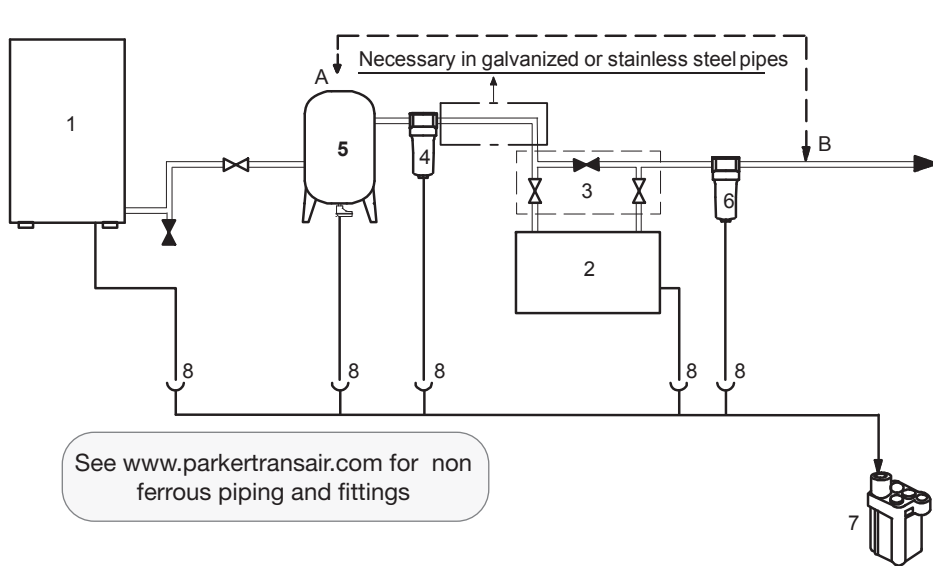 Necessary in galvanized or stainless steel pipes
A
1
5
4
B
3
6
2
8
8
8
8
8
See www.parkertransair.com for non
ferrous piping and fittings
7